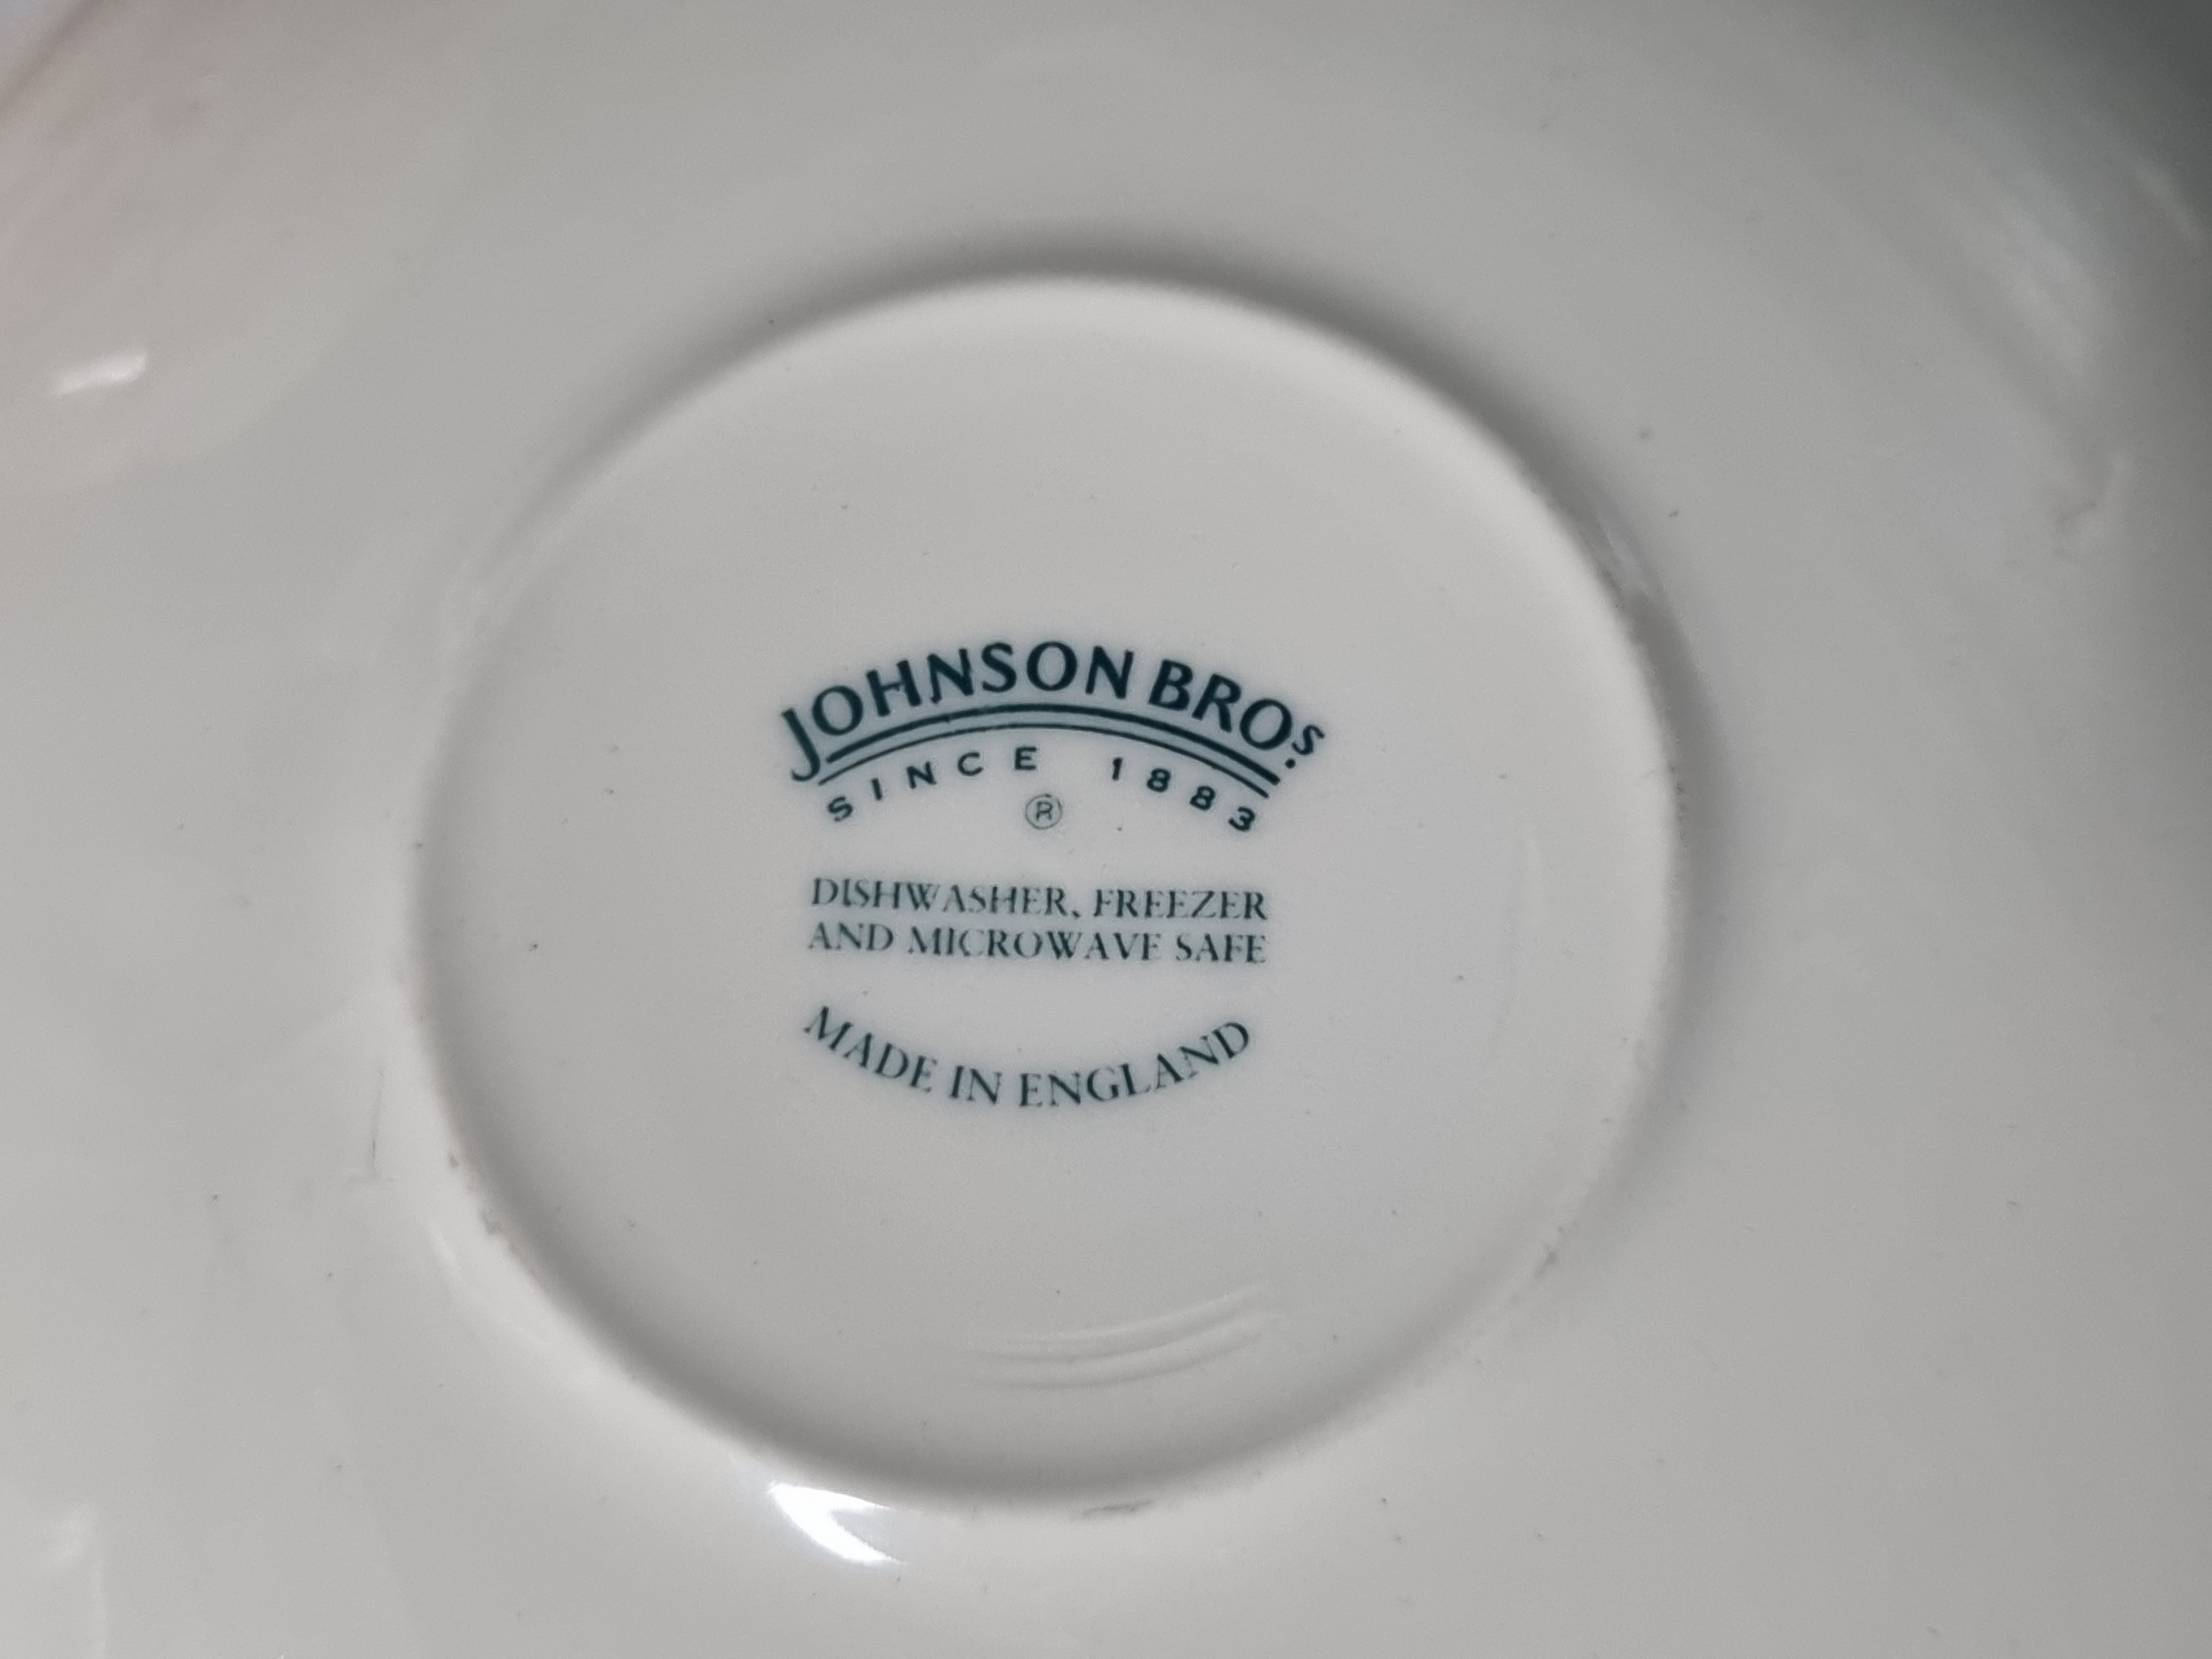 JOHNSON BROS.
SINCE 1883
®
DISHWASHER, FREEZER
AND MICROWAVE SAFE
MADE IN ENGLAND